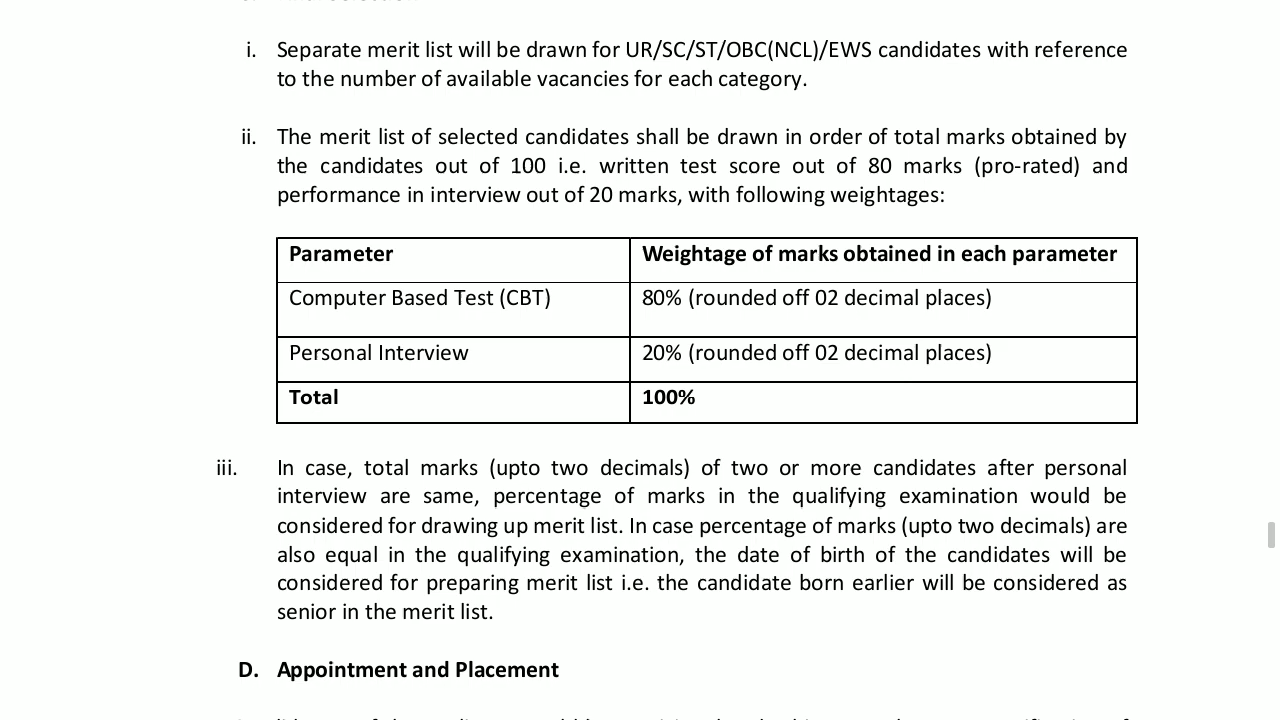 i. Separate merit list will be drawn for UR/SC/ST/OBC(NCL)/EWS candidates with reference
to the number of available vacancies for each category.
ii. The merit list of selected candidates shall be drawn in order of total marks obtained by
the candidates out of 100 i.e. written test score out of 80 marks (pro-rated) and
performance in interview out of 20 marks, with following weightages:
Parameter Weightage of marks obtained in each parameter
Computer Based Test (CBT) 80% (rounded off 02 decimal places)
Personal Interview 20% (rounded off 02 decimal places)
Total 100%
iii. In case, total marks (upto two decimals) of two or more candidates after personal
interview are same, percentage of marks in the qualifying examination would be
considered for drawing up merit list. In case percentage of marks (upto two decimals) are
also equal in the qualifying examination, the date of birth of the candidates will be
considered for preparing merit list i.e. the candidate born earlier will be considered as
senior in the merit list.
D. Appointment and Placement